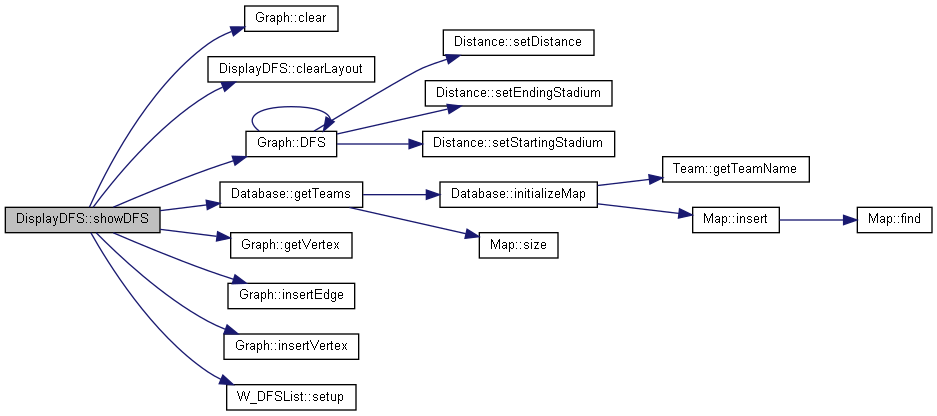 Graph::clear
DisplayDFS::clearLayout
Distance::setDistance
Distance::setEndingStadium
Graph::DFS
Distance::setStartingStadium
Team::getTeamName
Database::getTeams
Database::initializeMap
DisplayDFS::showDFS
Map::insert
Map::find
Graph::getVertex
Map::size
Graph::insertEdge
Graph::insertVertex
W_DFSList::setup